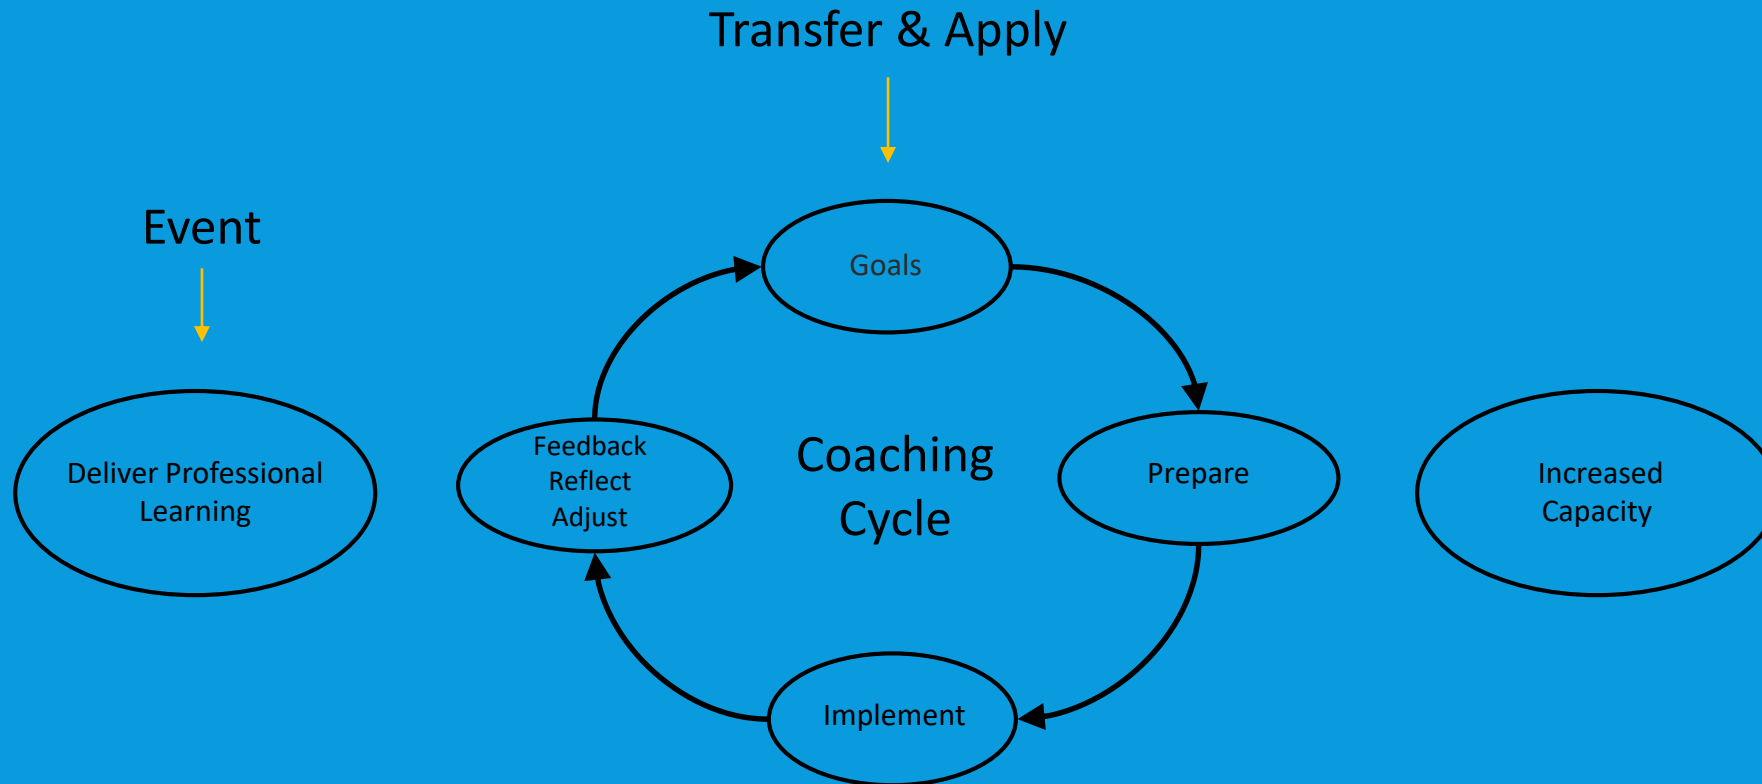 Transfer & Apply
Event
Goals
Deliver Professional
Learning
Feedback
Reflect
Adjust
Coaching
Cycle
Prepare
Increased
Capacity
Implement